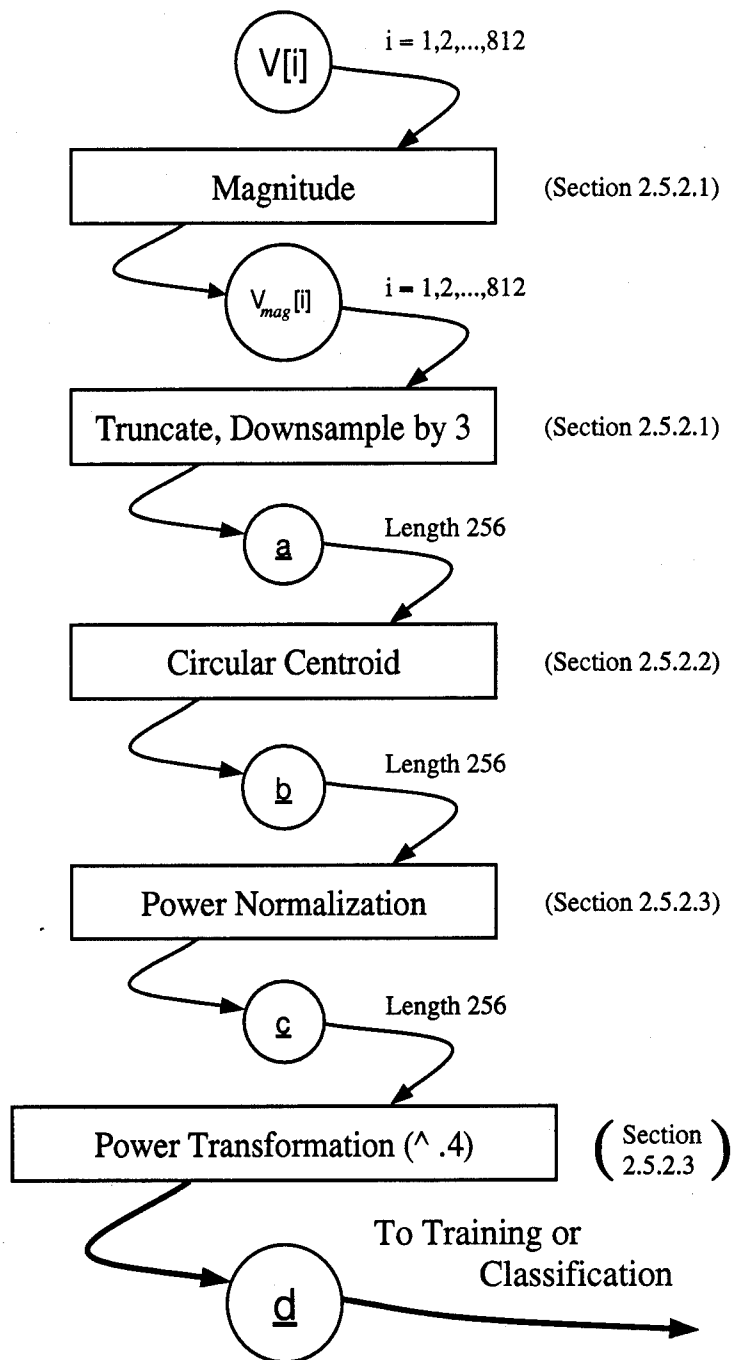 V[i]
i = 1,2,...,812
Magnitude
(Section 2.5.2.1)
V mag [i]
i = 1,2,...,812
Truncate, Downsample by 3
(Section 2.5.2.1)
a
Length 256
Circular Centroid
(Section 2.5.2.2)
b
Length 256
Power Normalization
(Section 2.5.2.3)
c
Length 256
Power Transformation (^ .4)
(Section
2.5.2.3)
d
To Training or
Classification